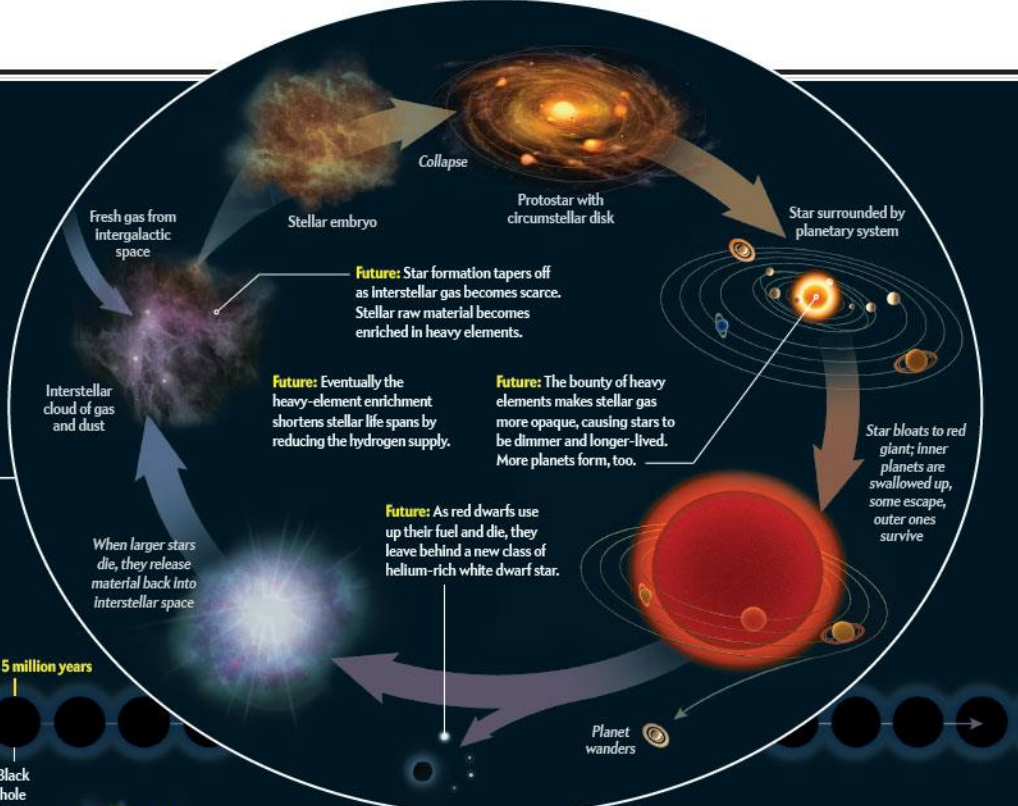 Collapse
Stellar embryo
Protostar with
circumstellar disk
Star surrounded by
planetary system
Fresh gas from
intergalactic
space
Future: Star formation tapers off
as interstellar gas becomes scarce.
Stellar raw material becomes
enriched in heavy elements.
Interstellar
cloud of gas
and dust
Future: Eventually the
heavy-element enrichment
shortens stellar life spans by
reducing the hydrogen supply.
Future: The bounty of heavy
elements makes stellar gas
more opaque, causing stars to
be dimmer and longer-lived.
More planets form, too.
Star bloats to red
giant; inner
planets are
swallowed up,
some escape,
outer ones
survive
Future: As red dwarfs use
up their fuel and die, they
leave behind a new class of
helium-rich white dwarf star.
When larger stars
die, they release
material back into
interstellar space
5 million years
Planet
wanders
Black
hole